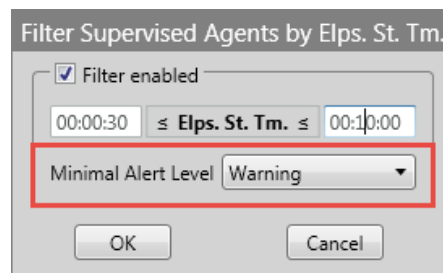 Filter Supervised Agents by Elps. St. Tm.
Filter enabled
00:00:30 ≤ Elps. St. Tm. ≤ 00:10:00
Minimal Alert Level Warning
OK Cancel